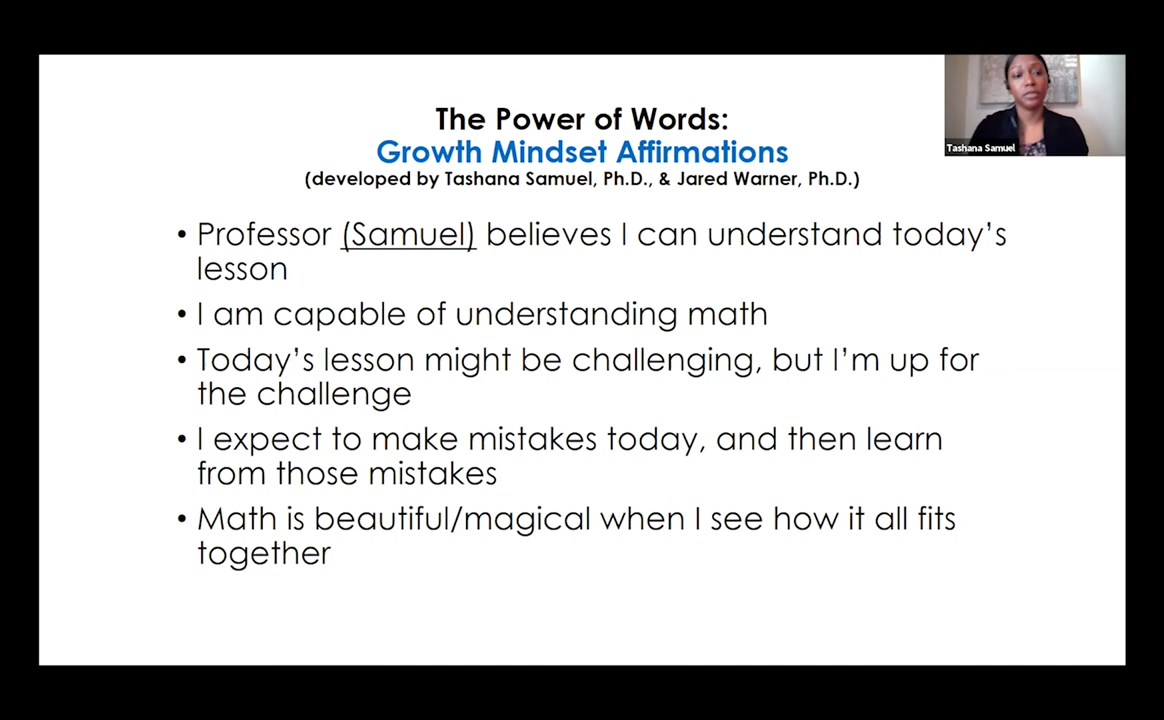 The Power of Words:
Growth Mindset Affirmations
(developed by Tashana Samuel, Ph.D., & Jared Warner, Ph.D.)
• Professor (Samuel) believes I can understand today’s
lesson
• I am capable of understanding math
• Today’s lesson might be challenging, but I’m up for
the challenge
• I expect to make mistakes today, and then learn
from those mistakes
• Math is beautiful/magical when I see how it all fits
together
Tashana Samuel